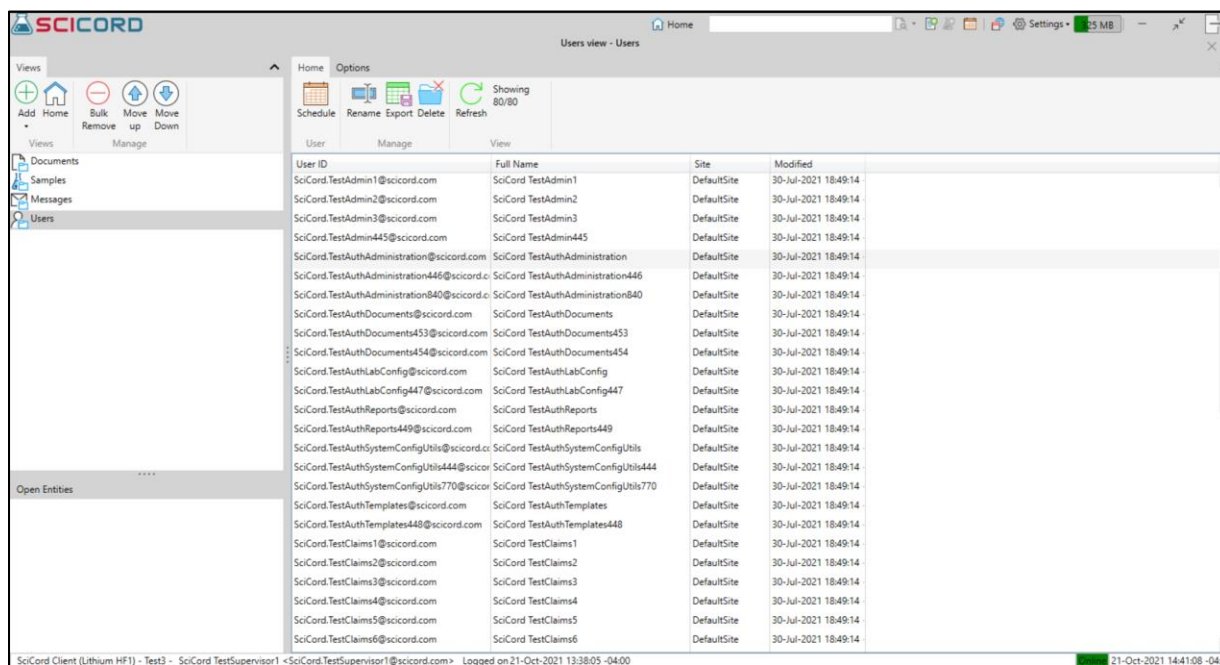 SCICORD
Home Settings 325 MB
Users view - Users
Views
Home Options
Add Home Bulk Remove Move up Move Down
Views Manage
Schedule Rename Export Delete Refresh Showing 80/80
User Manage View
Documents
Samples
Messages
Users
User ID Full Name Site Modified
SciCord.TestAdmin1@scicord.com SciCord TestAdmin1 DefaultSite 30-Jul-2021 18:49:14
SciCord.TestAdmin2@scicord.com SciCord TestAdmin2 DefaultSite 30-Jul-2021 18:49:14
SciCord.TestAdmin3@scicord.com SciCord TestAdmin3 DefaultSite 30-Jul-2021 18:49:14
SciCord.TestAdmin445@scicord.com SciCord TestAdmin445 DefaultSite 30-Jul-2021 18:49:14
SciCord.TestAuthAdministration@scicord.com SciCord TestAuthAdministration DefaultSite 30-Jul-2021 18:49:14
SciCord.TestAuthAdministration446@scicord.c SciCord TestAuthAdministration446 DefaultSite 30-Jul-2021 18:49:14
SciCord.TestAuthAdministration840@scicord.c SciCord TestAuthAdministration840 DefaultSite 30-Jul-2021 18:49:14
SciCord.TestAuthDocuments@scicord.com SciCord TestAuthDocuments DefaultSite 30-Jul-2021 18:49:14
SciCord.TestAuthDocuments453@scicord.com SciCord TestAuthDocuments453 DefaultSite 30-Jul-2021 18:49:14
SciCord.TestAuthDocuments454@scicord.com SciCord TestAuthDocuments454 DefaultSite 30-Jul-2021 18:49:14
SciCord.TestAuthLabConfig@scicord.com SciCord TestAuthLabConfig DefaultSite 30-Jul-2021 18:49:14
SciCord.TestAuthLabConfig447@scicord.com SciCord TestAuthLabConfig447 DefaultSite 30-Jul-2021 18:49:14
SciCord.TestAuthReports@scicord.com SciCord TestAuthReports DefaultSite 30-Jul-2021 18:49:14
SciCord.TestAuthReports449@scicord.com SciCord TestAuthReports449 DefaultSite 30-Jul-2021 18:49:14
SciCord.TestAuthSystemConfigUtils@scicord.cc SciCord TestAuthSystemConfigUtils DefaultSite 30-Jul-2021 18:49:14
SciCord.TestAuthSystemConfigUtils444@scicor SciCord TestAuthSystemConfigUtils444 DefaultSite 30-Jul-2021 18:49:14
SciCord.TestAuthSystemConfigUtils770@scicor SciCord TestAuthSystemConfigUtils770 DefaultSite 30-Jul-2021 18:49:14
SciCord.TestAuthTemplates@scicord.com SciCord TestAuthTemplates DefaultSite 30-Jul-2021 18:49:14
SciCord.TestAuthTemplates448@scicord.com SciCord TestAuthTemplates448 DefaultSite 30-Jul-2021 18:49:14
SciCord.TestClaims1@scicord.com SciCord TestClaims1 DefaultSite 30-Jul-2021 18:49:14
SciCord.TestClaims2@scicord.com SciCord TestClaims2 DefaultSite 30-Jul-2021 18:49:14
SciCord.TestClaims3@scicord.com SciCord TestClaims3 DefaultSite 30-Jul-2021 18:49:14
SciCord.TestClaims4@scicord.com SciCord TestClaims4 DefaultSite 30-Jul-2021 18:49:14
SciCord.TestClaims5@scicord.com SciCord TestClaims5 DefaultSite 30-Jul-2021 18:49:14
SciCord.TestClaims6@scicord.com SciCord TestClaims6 DefaultSite 30-Jul-2021 18:49:14
Open Entities
SciCord Client (Lithium HF1) - Test3 - SciCord TestSupervisor1 <SciCord.TestSupervisor1@scicord.com> Logged on 21-Oct-2021 13:38:05 -04:00 Online 21-Oct-2021 14:41:08 -04